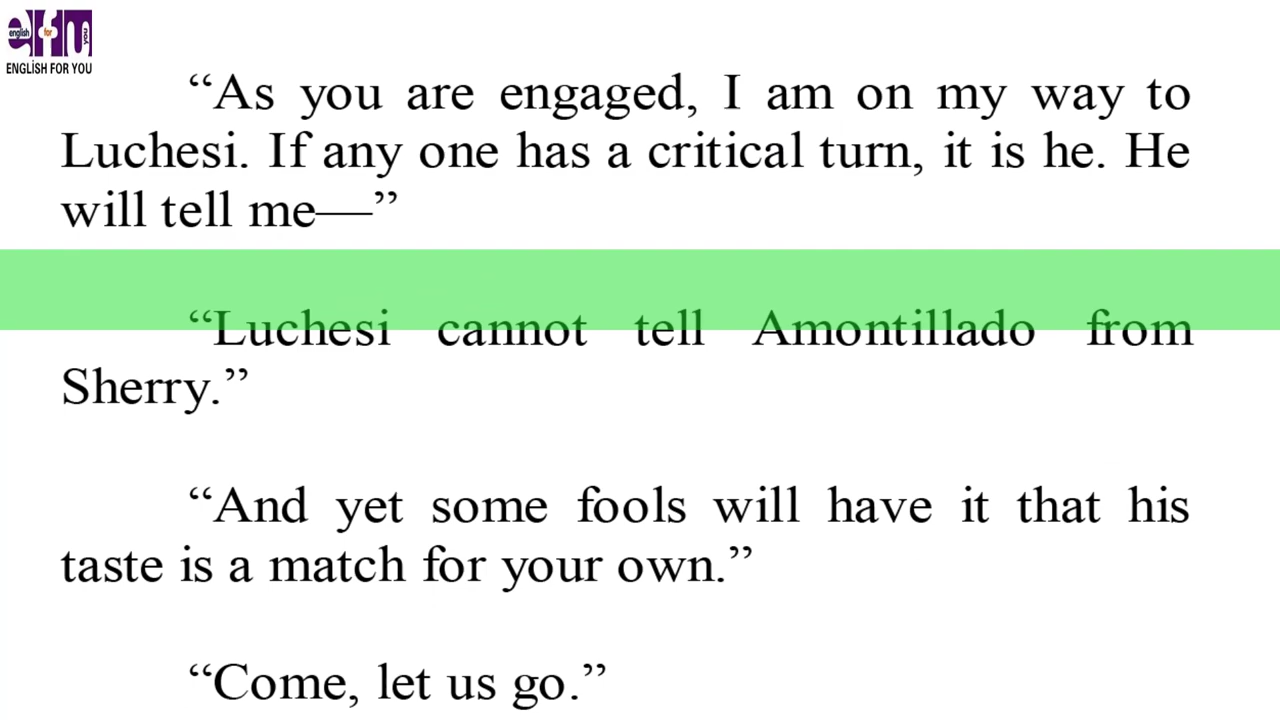 english for you
ENGLİSH FOR YOU
“As you are engaged, I am on my way to
Luchesi. If any one has a critical turn, it is he. He
will tell me—”
“Luchesi cannot tell Amontillado from
Sherry.”
“And yet some fools will have it that his
taste is a match for your own.”
“Come, let us go.”